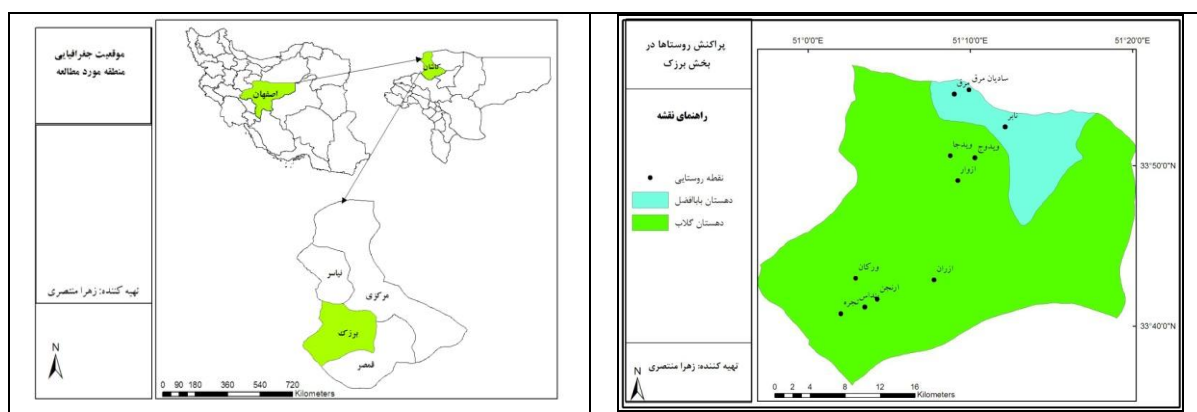 موقعیت جغرافیایی
منطقه مورد مطالعه
تهیه کننده: زهرا منتصری
N
اصفهان
کاشان
نیاسر
مرکزی
برزک
قمصر
0 90 180 360 540 720
Kilometers
پراکنش روستاها در
بخش برزک
راهنمای نقشه
نقطه روستایی
دهستان باباافضل
دهستان گلاب
تهیه کننده: زهرا منتصری
N
51°0'0"E 51°10'0"E 51°20'0"E
سادیان مرق
مرق
نابر
ویدجا
ویدوج
ازوار
33°50'0"N
ورکان
ازران
ارنجن
پنداس
بجره
33°40'0"N
0 2 4 8 12 16
Kilometers